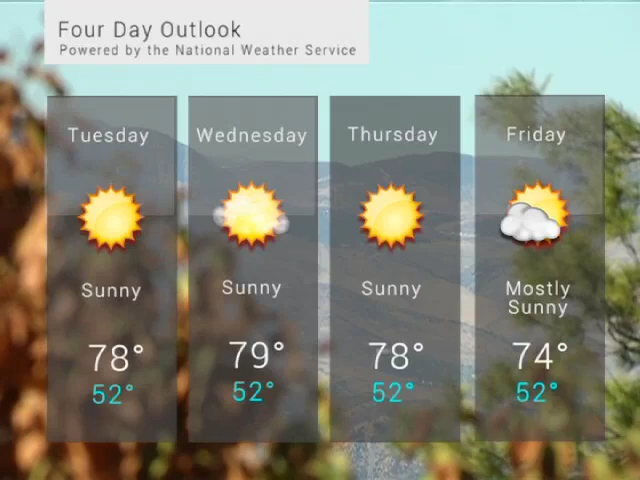 Four Day Outlook
Powered by the National Weather Service
Tuesday
Sunny
78°
52°
Wednesday
Sunny
79°
52°
Thursday
Sunny
78°
52°
Friday
Mostly
Sunny
74°
52°